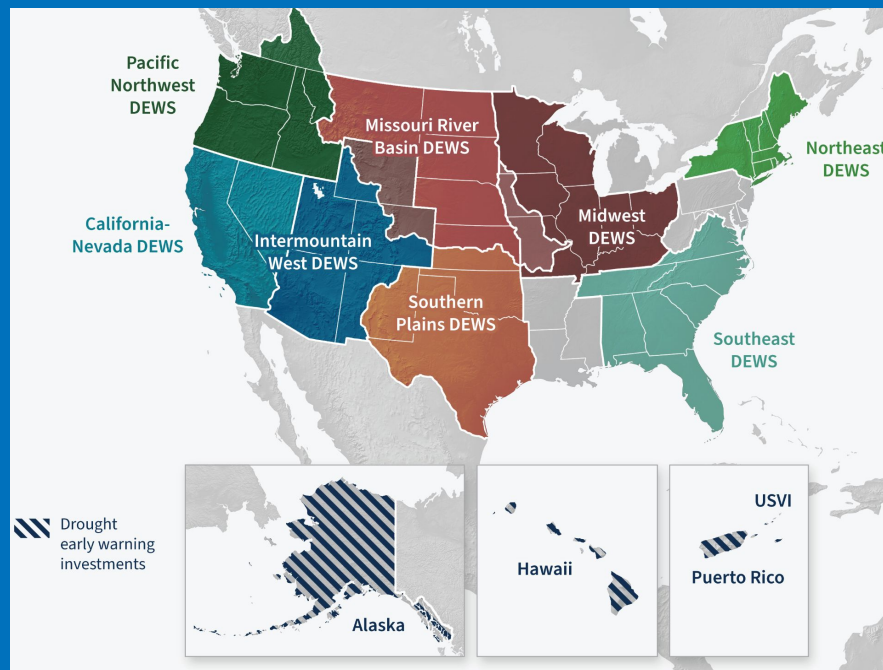 Pacific
Northwest
DEWS
Missouri River
Basin DEWS
Northeast
DEWS
Midwest
DEWS
California-
Nevada DEWS
Intermountain
West DEWS
Southern
Plains DEWS
Southeast
DEWS
Drought
early warning
investments
Alaska
Hawaii
USVI
Puerto Rico